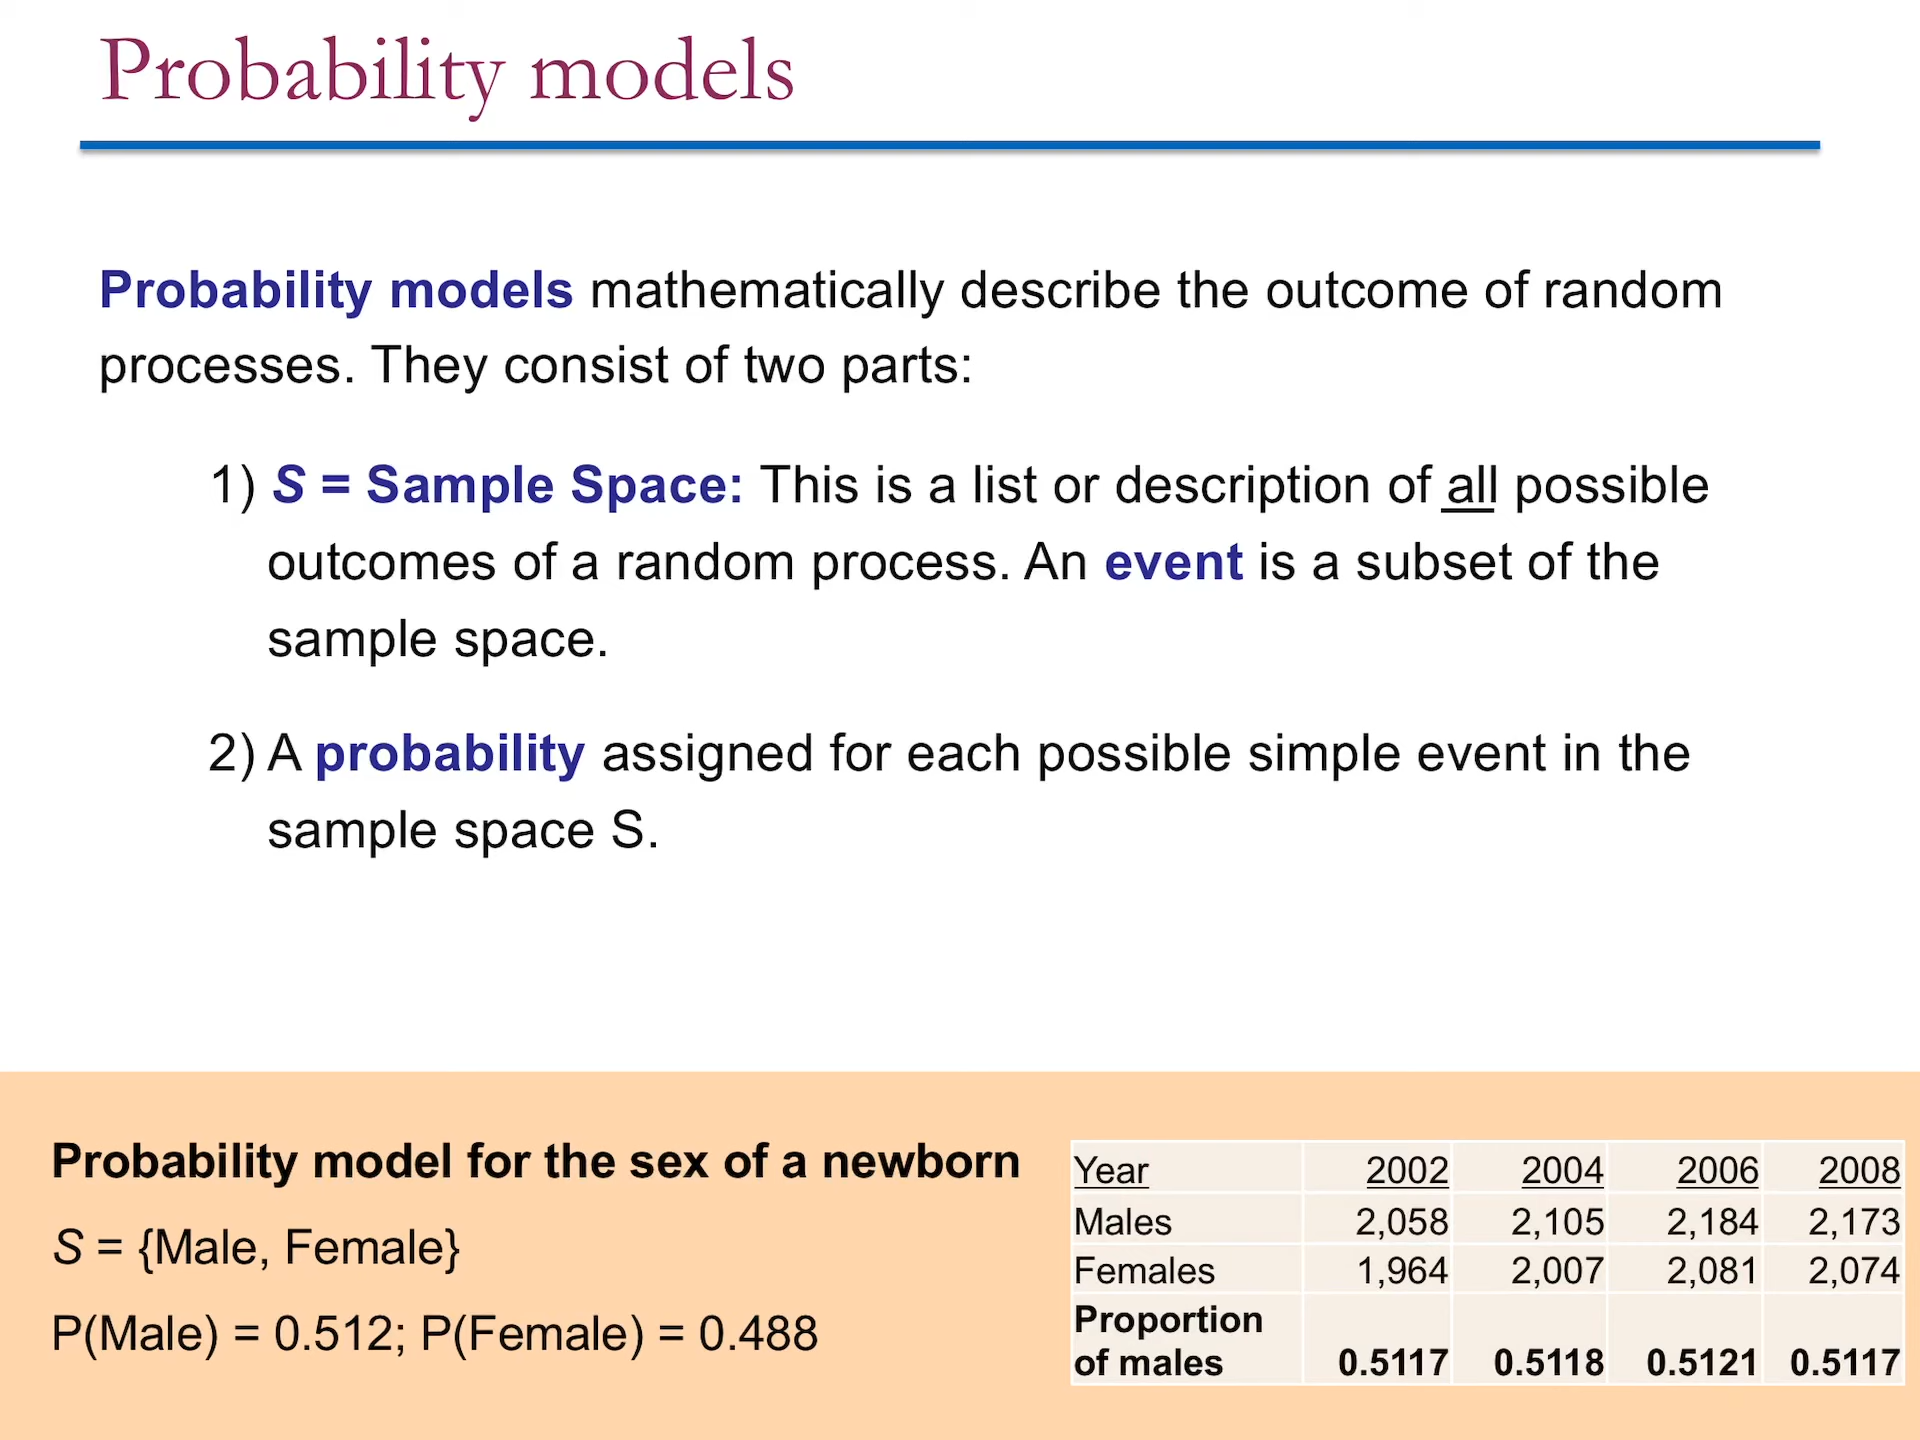 Probability models
Probability models mathematically describe the outcome of random
processes. They consist of two parts:
1) S = Sample Space: This is a list or description of all possible
outcomes of a random process. An event is a subset of the
sample space.
2) A probability assigned for each possible simple event in the
sample space S.
Probability model for the sex of a newborn
S = {Male, Female}
P(Male) = 0.512; P(Female) = 0.488
Year 2002 2004 2006 2008
Males 2,058 2,105 2,184 2,173
Females 1,964 2,007 2,081 2,074
Proportion
of males 0.5117 0.5118 0.5121 0.5117